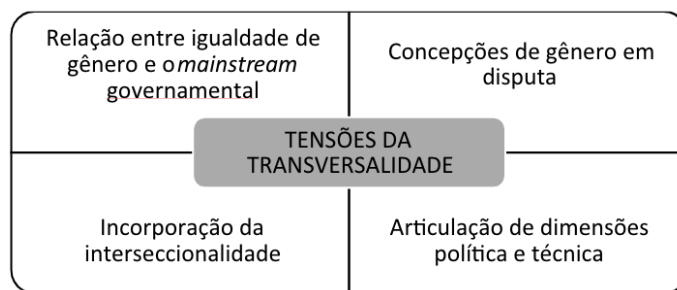 Relação entre igualdade de
gênero e o mainstream
governamental
Concepções de gênero em
disputa
TENSÕES DA
TRANSVERSALIDADE
Incorporação da
interseccionalidade
Articulação de dimensões
política e técnica